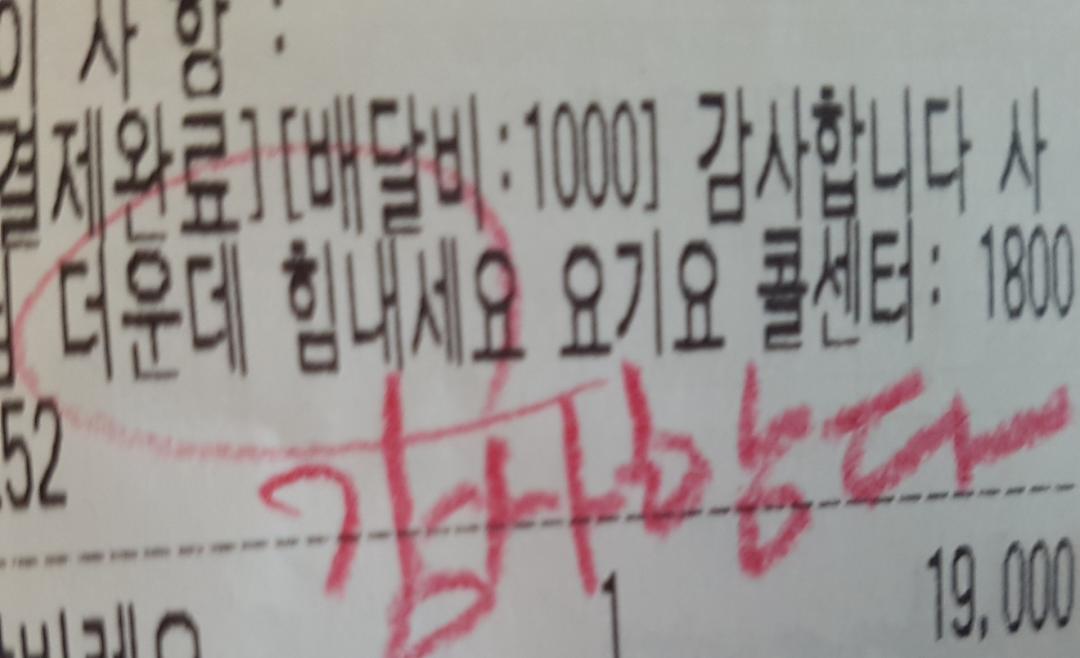 사항 :
결제완료][배달비:1000] 감사합니다 사
더운데 힘내세요 요기요 콜센터: 1800
52
감사합니다
1 19,000